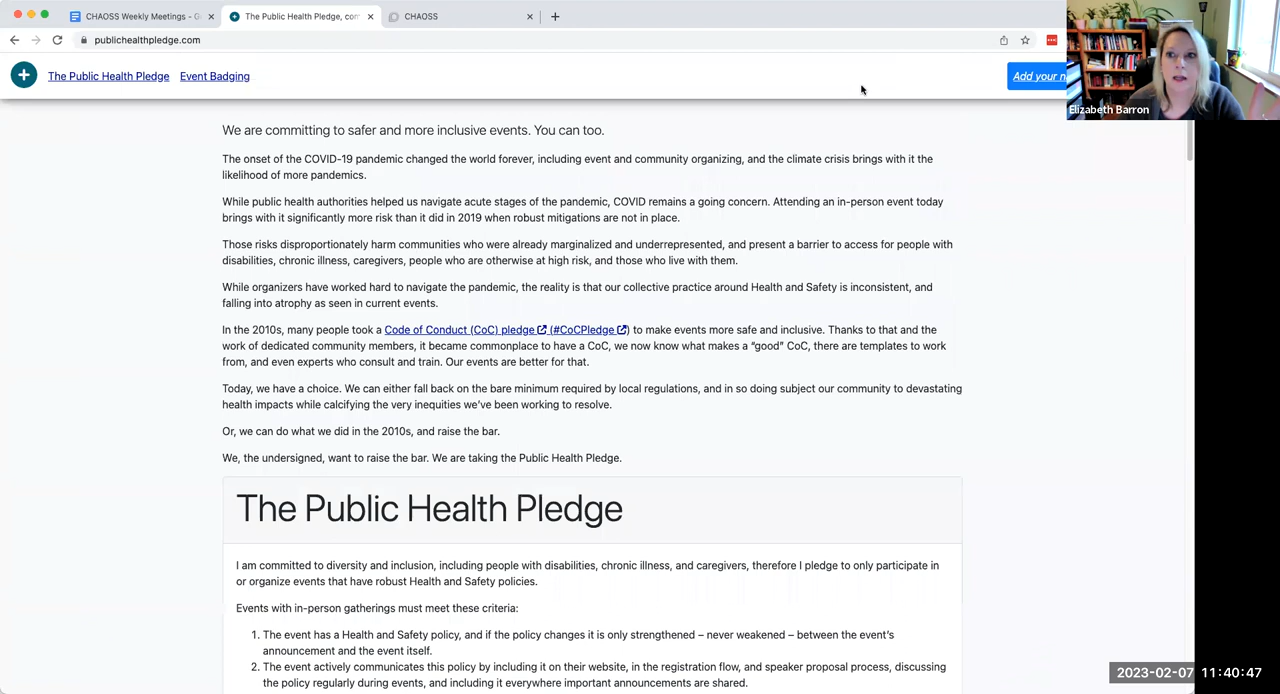 CHAOSS Weekly Meetings - G
The Public Health Pledge, com
CHAOSS
publichealthpledge.com
The Public Health Pledge
Event Badging
Add your n
Elizabeth Barron
We are committing to safer and more inclusive events. You can too.
The onset of the COVID-19 pandemic changed the world forever, including event and community organizing, and the climate crisis brings with it the
likelihood of more pandemics.
While public health authorities helped us navigate acute stages of the pandemic, COVID remains a going concern. Attending an in-person event today
brings with it significantly more risk than it did in 2019 when robust mitigations are not in place.
Those risks disproportionately harm communities who were already marginalized and underrepresented, and present a barrier to access for people with
disabilities, chronic illness, caregivers, people who are otherwise at high risk, and those who live with them.
While organizers have worked hard to navigate the pandemic, the reality is that our collective practice around Health and Safety is inconsistent, and
falling into atrophy as seen in current events.
In the 2010s, many people took a Code of Conduct (CoC) pledge (#CoCPledge) to make events more safe and inclusive. Thanks to that and the
work of dedicated community members, it became commonplace to have a CoC, we now know what makes a “good” CoC, there are templates to work
from, and even experts who consult and train. Our events are better for that.
Today, we have a choice. We can either fall back on the bare minimum required by local regulations, and in so doing subject our community to devastating
health impacts while calcifying the very inequities we’ve been working to resolve.
Or, we can do what we did in the 2010s, and raise the bar.
We, the undersigned, want to raise the bar. We are taking the Public Health Pledge.
The Public Health Pledge
I am committed to diversity and inclusion, including people with disabilities, chronic illness, and caregivers, therefore I pledge to only participate in
or organize events that have robust Health and Safety policies.
Events with in-person gatherings must meet these criteria:
1. The event has a Health and Safety policy, and if the policy changes it is only strengthened – never weakened – between the event’s
announcement and the event itself.
2. The event actively communicates this policy by including it on their website, in the registration flow, and speaker proposal process, discussing
the policy regularly during events, and including it everywhere important announcements are shared.
2023-02-07 11:40:47